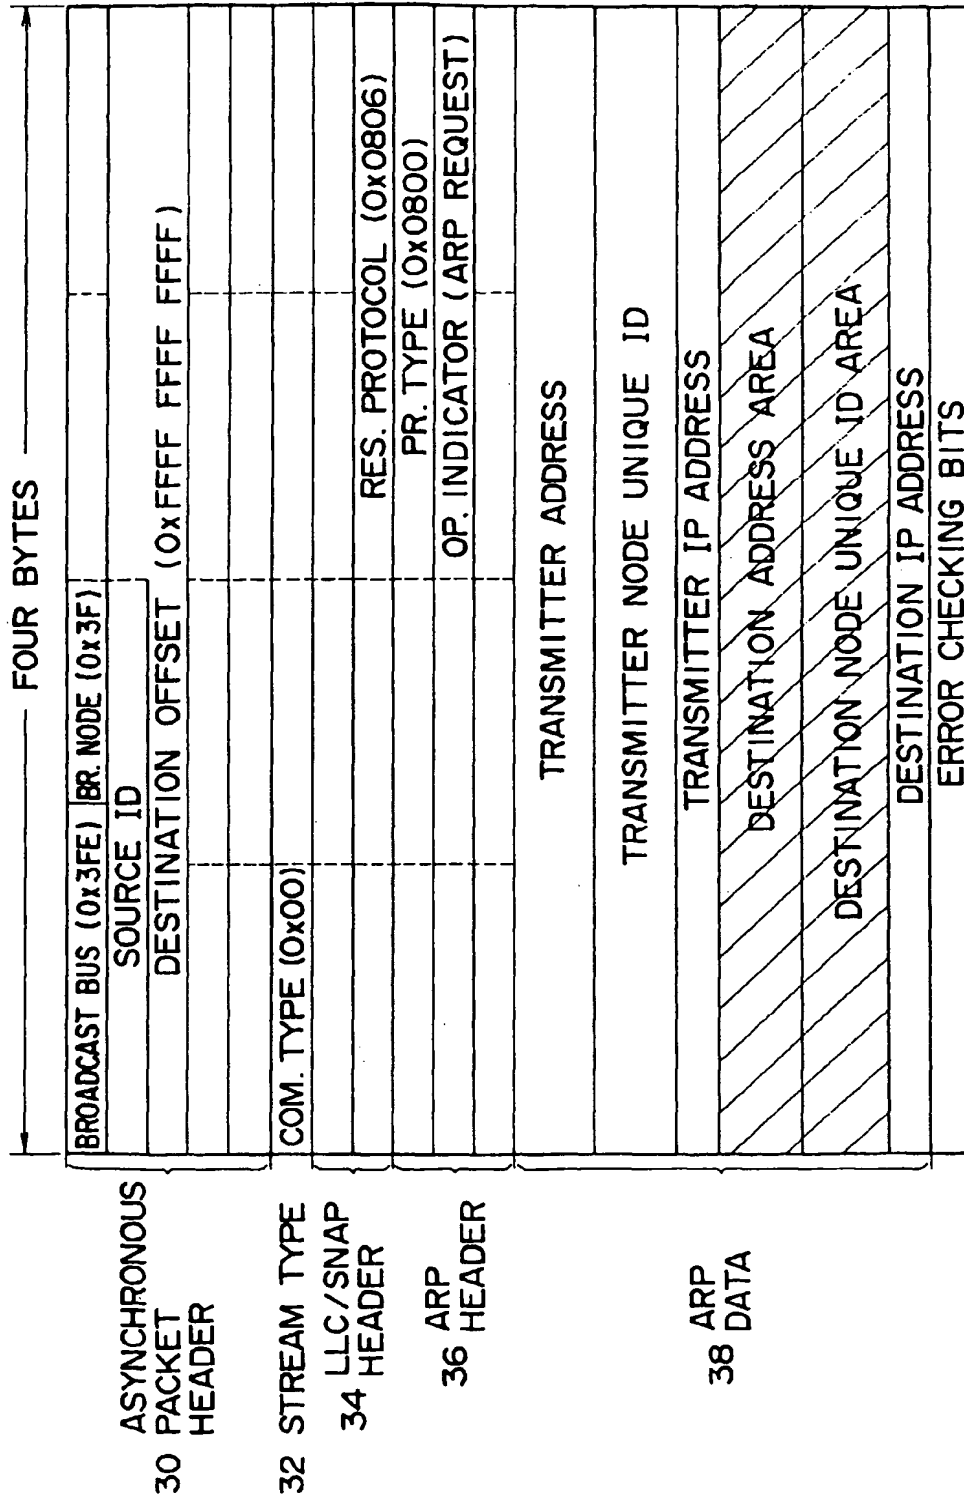 FOUR BYTES
ASYNCHRONOUS
30 PACKET
HEADER
BROADCAST BUS (0x3FE) BR. NODE (0x3F)
SOURCE ID
DESTINATION OFFSET (0xFFFF FFFF FFFF)
32 STREAM TYPE
COM. TYPE (0x00)
34 LLC/SNAP
HEADER
RES. PROTOCOL (0x0806)
36 ARP
HEADER
PR. TYPE (0x0800)
OP. INDICATOR (ARP REQUEST)
38 ARP
DATA
TRANSMITTER ADDRESS
TRANSMITTER NODE UNIQUE ID
TRANSMITTER IP ADDRESS
DESTINATION ADDRESS AREA
DESTINATION NODE UNIQUE ID AREA
DESTINATION IP ADDRESS
ERROR CHECKING BITS